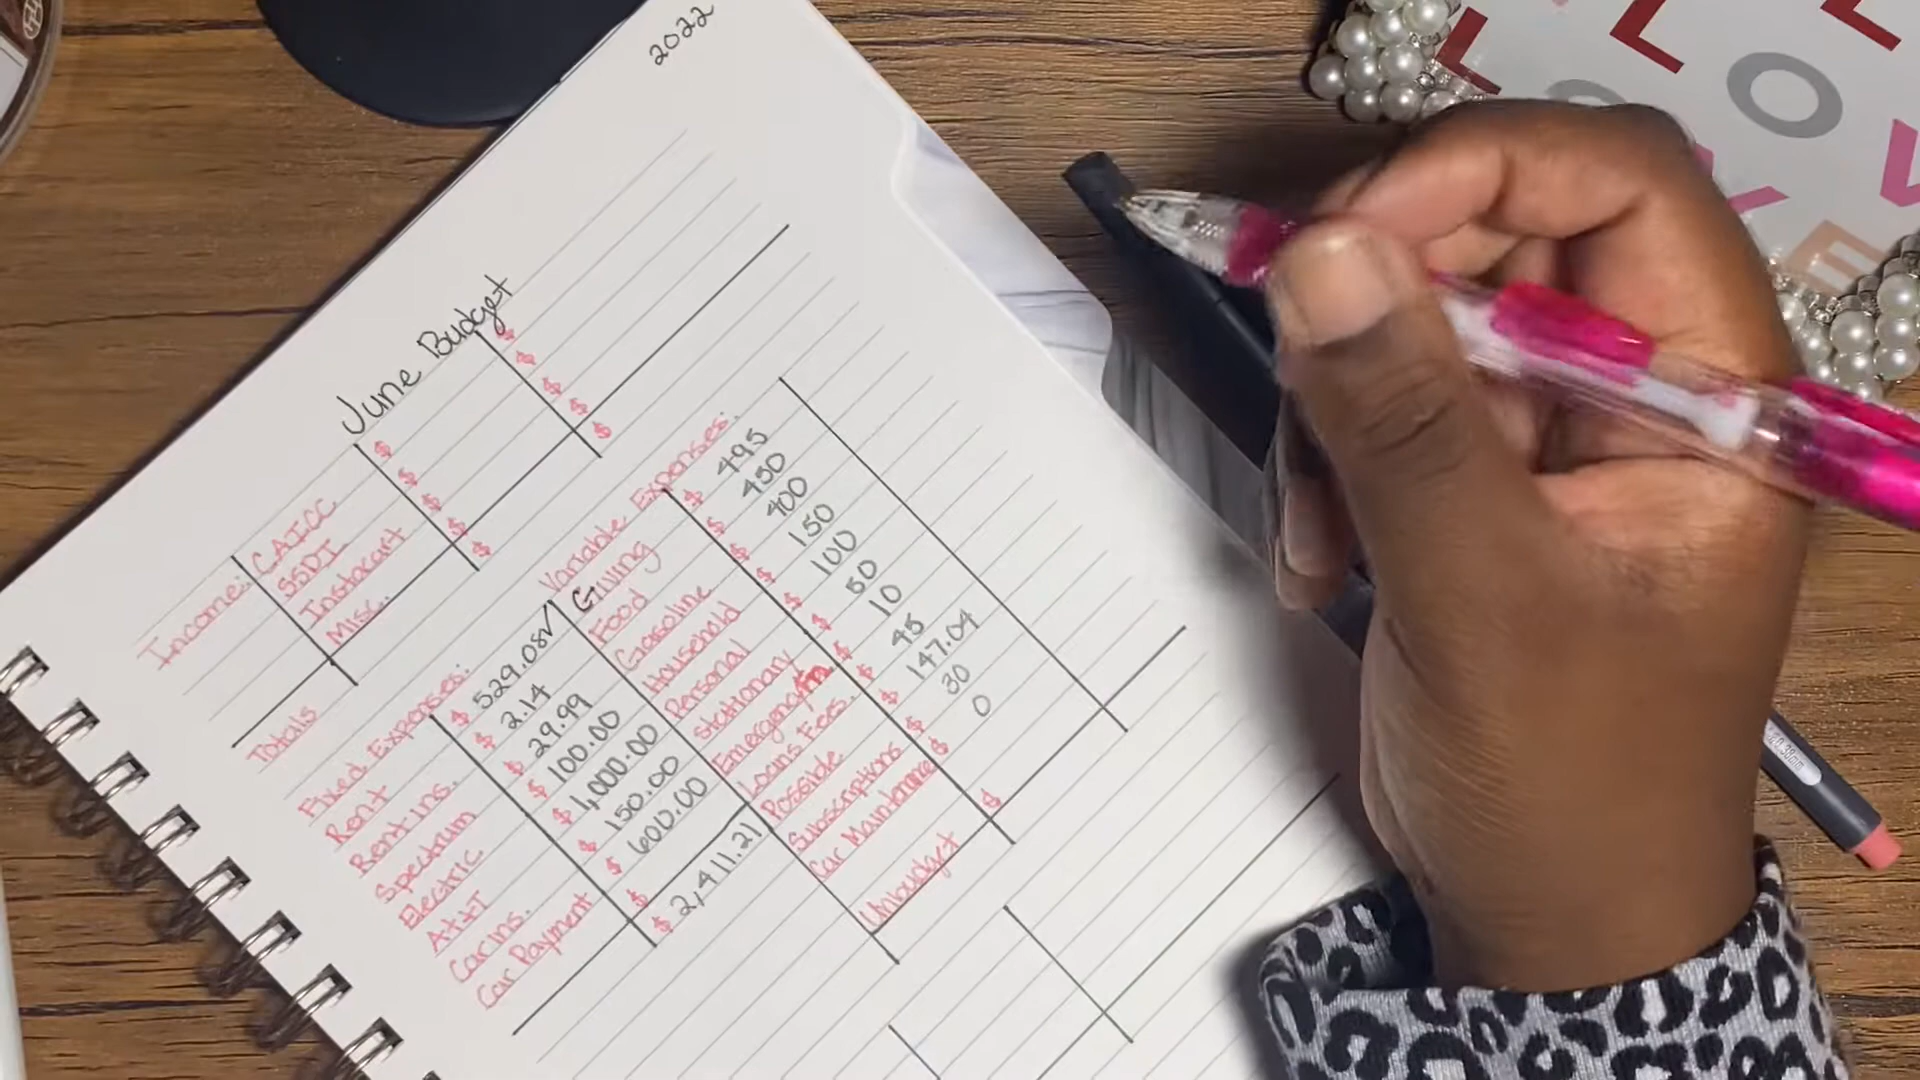 2022
June Budget
Income: CAICC $ $
SSDI $ $
Instacart $ $
Misc. $ $
Totals $ $
Fixed Expenses:
Rent $ 529.08✓
Rent ins. $ 2.14
Spectrum $ 29.99
Electric $ 100.00
AT&T $ 1,000.00
Car ins. $ 150.00
Car Payment $ 600.00
$
$ 2,411.21
Variable Expenses:
Giving $ 495
Food $ 450
Gasoline $ 400
Household $ 150
Personal $ 100
Stationary $ 50
Emergency $ 10
Loans Fees. $ 45
Possible $ 147.04
Subscriptions $ 30
Car Maintenance $ 0
Unbudget $
L
L O V
E
0.38mm